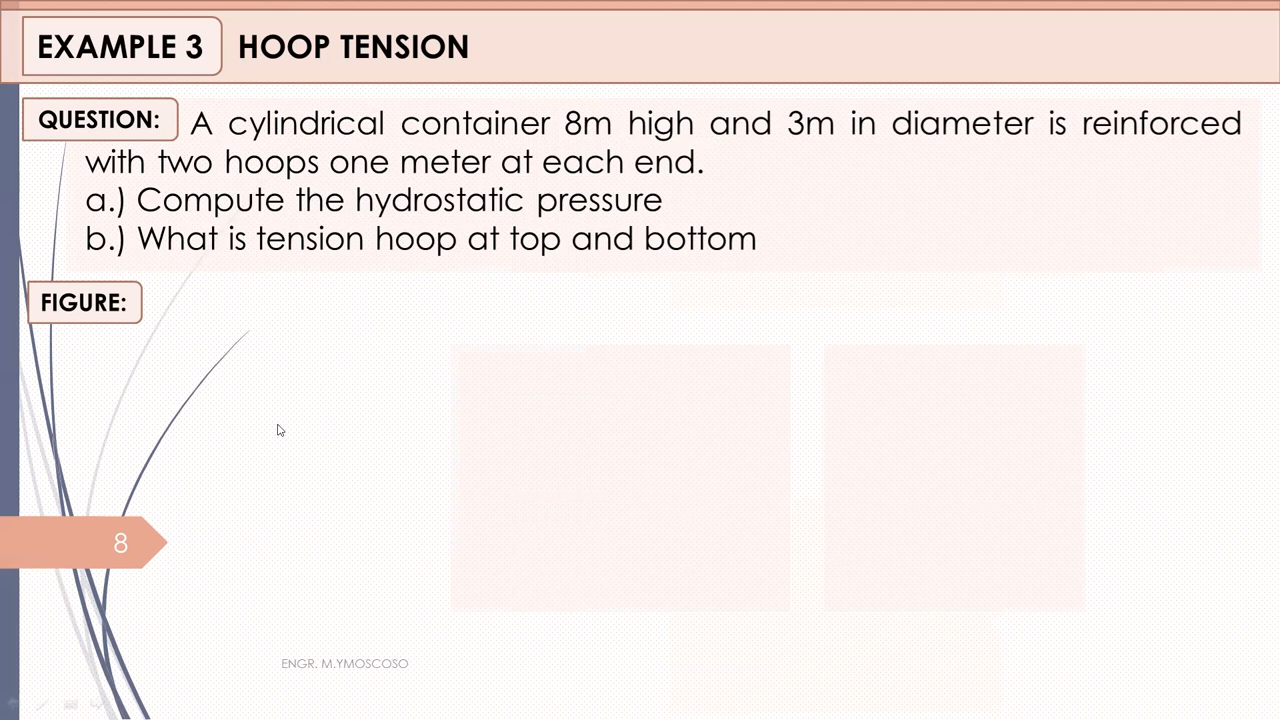 EXAMPLE 3 HOOP TENSION
QUESTION: A cylindrical container 8m high and 3m in diameter is reinforced
with two hoops one meter at each end.
a.) Compute the hydrostatic pressure
b.) What is tension hoop at top and bottom
FIGURE:
8
ENGR. M.YMOSCOSO